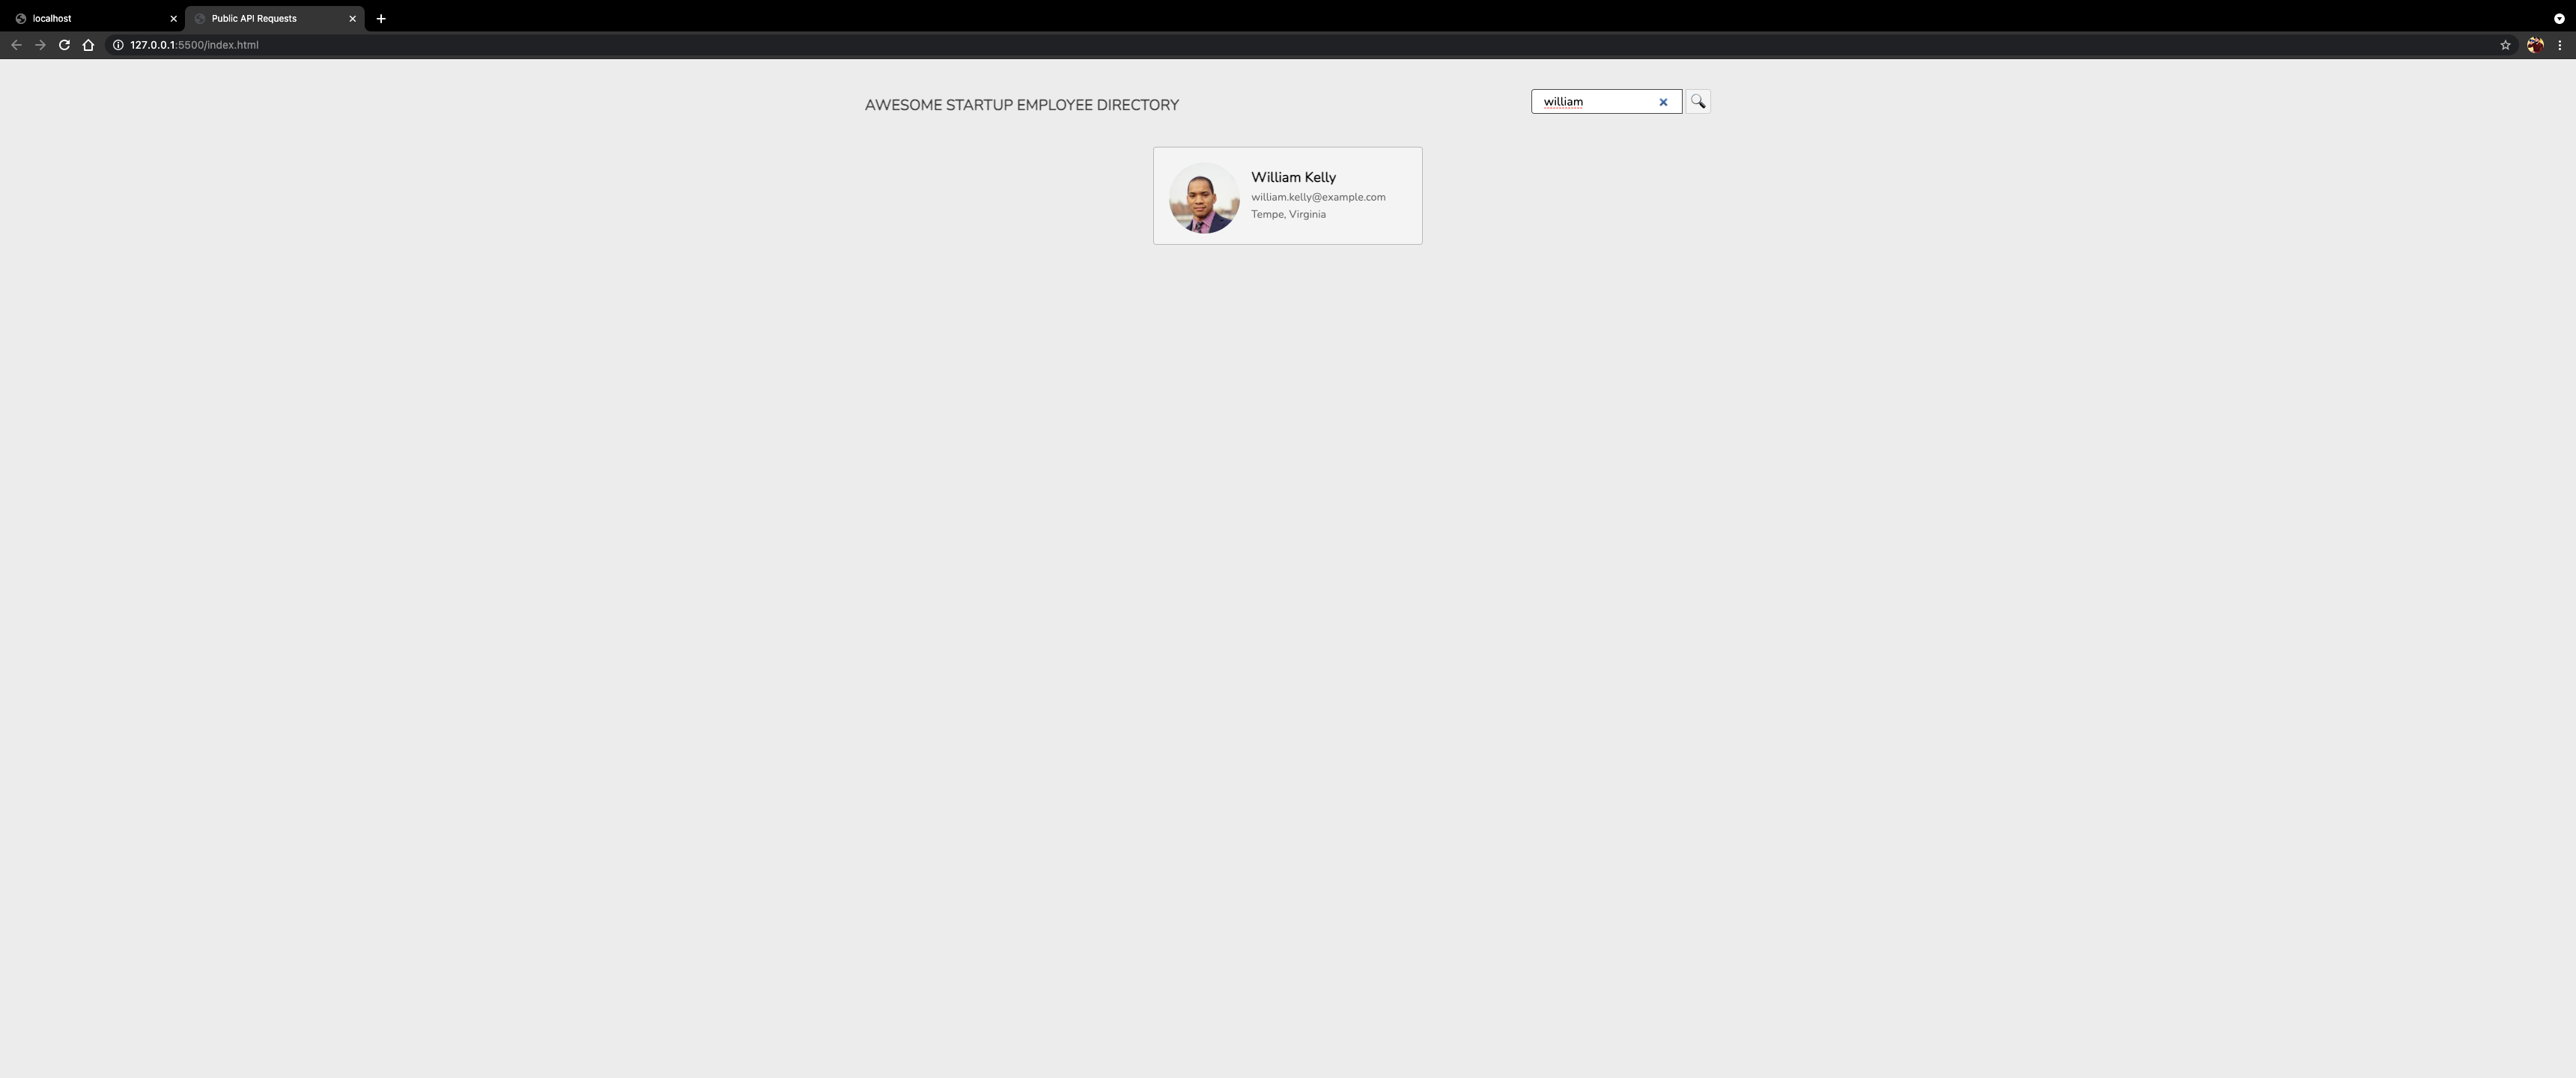 localhost
Public API Requests
127.0.0.1:5500/index.html
AWESOME STARTUP EMPLOYEE DIRECTORY
william
William Kelly
william.kelly@example.com
Tempe, Virginia